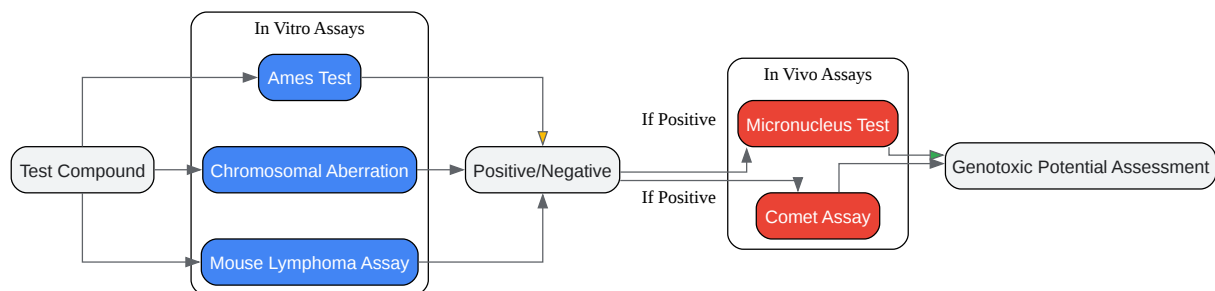 In Vitro Assays
Ames Test
Test Compound
Chromosomal Aberration
Mouse Lymphoma Assay
Positive/Negative
If Positive
If Positive
In Vivo Assays
Micronucleus Test
Comet Assay
Genotoxic Potential Assessment